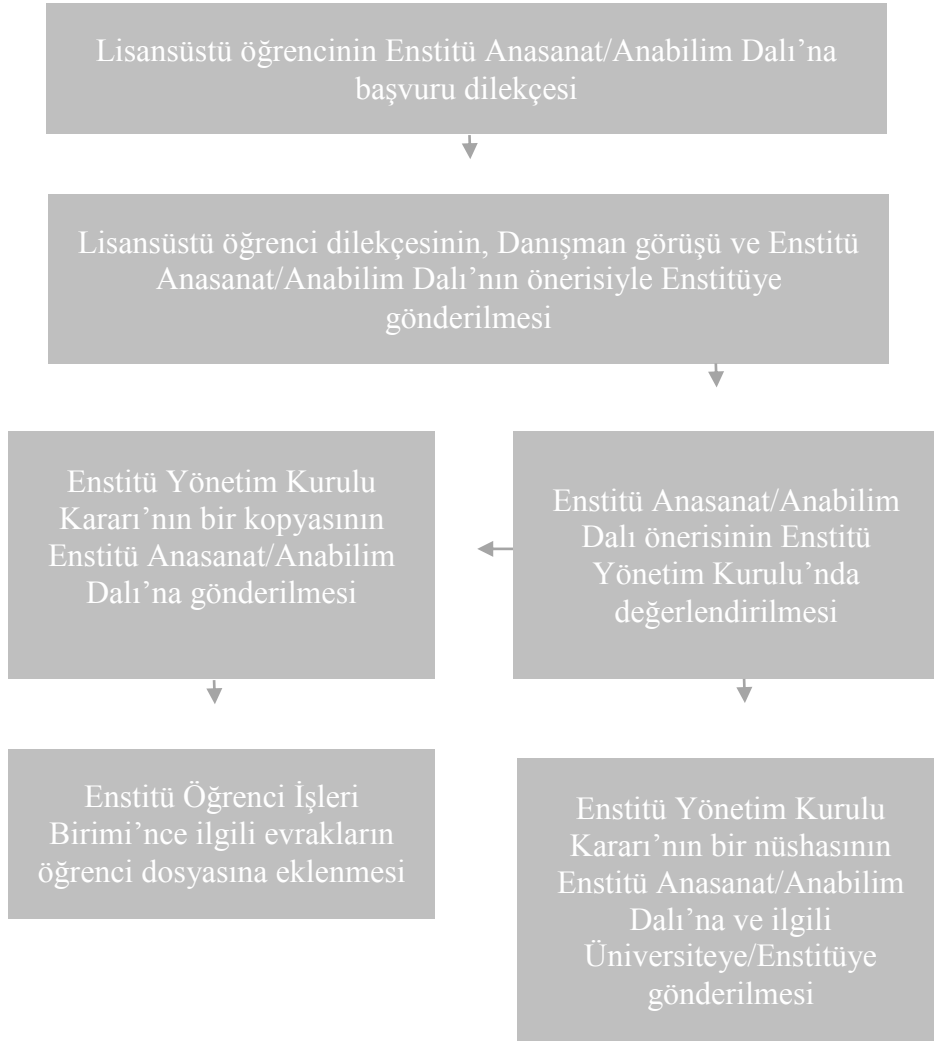 Lisansüstü öğrencinin Enstitü Anasanat/Anabilim Dalı’na
başvuru dilekçesi
Lisansüstü öğrenci dilekçesinin, Danışman görüşü ve Enstitü
Anasanat/Anabilim Dalı’nın önerisiyle Enstitüye
gönderilmesi
Enstitü Yönetim Kurulu
Kararı’nın bir kopyasının
Enstitü Anasanat/Anabilim
Dalı’na gönderilmesi
Enstitü Anasanat/Anabilim
Dalı önerisinin Enstitü
Yönetim Kurulu’nda
değerlendirilmesi
Enstitü Öğrenci İşleri
Birimi’nce ilgili evrakların
öğrenci dosyasına eklenmesi
Enstitü Yönetim Kurulu
Kararı’nın bir nüshasının
Enstitü Anasanat/Anabilim
Dalı’na ve ilgili
Üniversiteye/Enstitüye
gönderilmesi